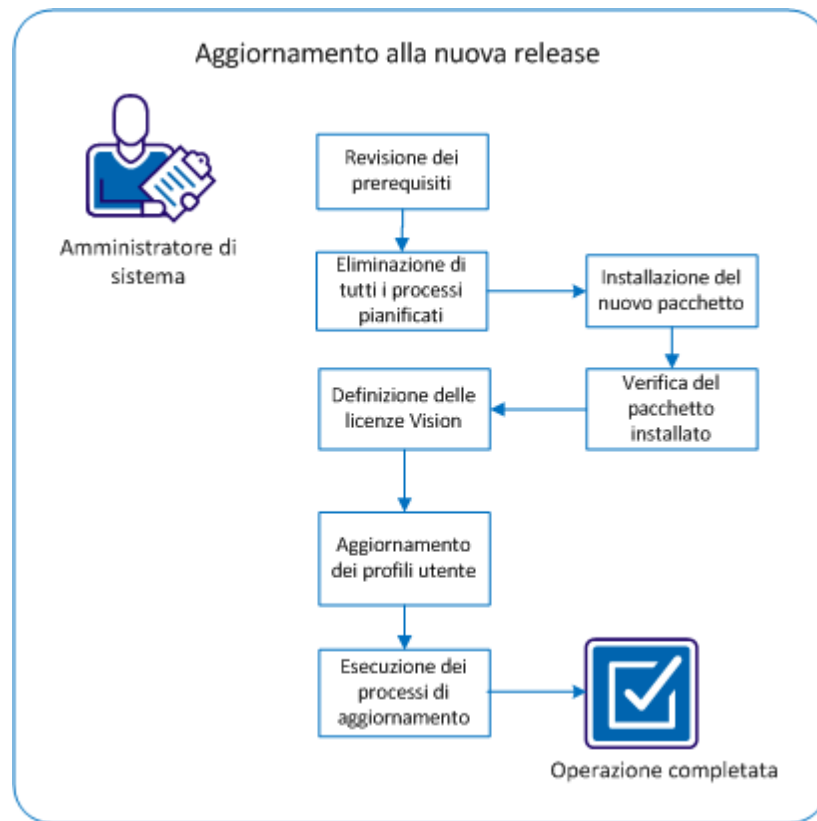 Aggiornamento alla nuova release
Amministratore di
sistema
Revisione dei
prerequisiti
Eliminazione di
tutti i processi
pianificati
Installazione del
nuovo pacchetto
Verifica del
pacchetto
installato
Definizione delle
licenze Vision
Aggiornamento
dei profili utente
Esecuzione dei
processi di
aggiornamento
Operazione completata